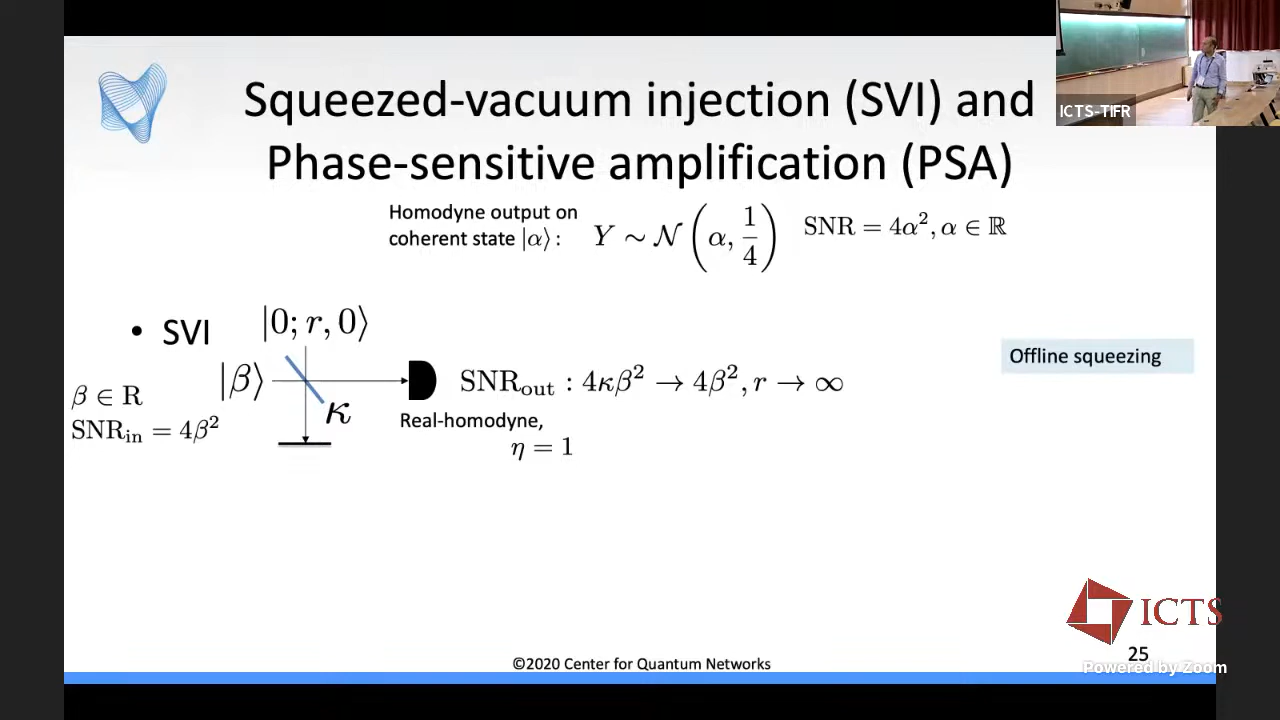 Squeezed-vacuum injection (SVI) and
Phase-sensitive amplification (PSA)
ICTS-TIFR
Homodyne output on
coherent state |α⟩ :
Y ∼ 𝒩 (α, 1/4)
SNR = 4α², α ∈ ℝ
• SVI
|0; r, 0⟩
|β⟩
κ
β ∈ R
SNR_in = 4β²
SNR_out : 4κβ² → 4β², r → ∞
Real-homodyne,
η = 1
Offline squeezing
ICTS
25
Powered by Zoom
©2020 Center for Quantum Networks